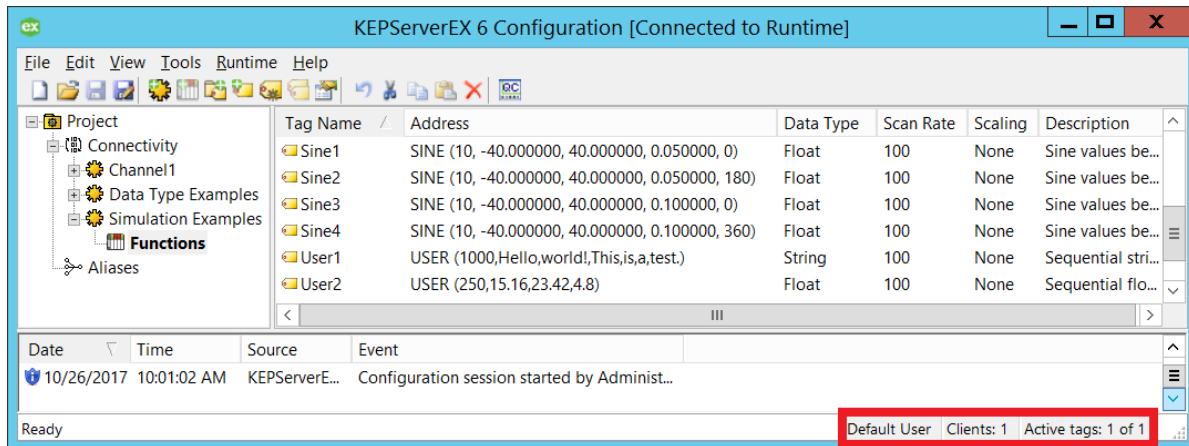 ex KEPServerEX 6 Configuration [Connected to Runtime]
File Edit View Tools Runtime Help
QC
Project
Connectivity
Channel1
Data Type Examples
Simulation Examples
Functions
Aliases
Tag Name Address Data Type Scan Rate Scaling Description
Sine1 SINE (10, -40.000000, 40.000000, 0.050000, 0) Float 100 None Sine values be...
Sine2 SINE (10, -40.000000, 40.000000, 0.050000, 180) Float 100 None Sine values be...
Sine3 SINE (10, -40.000000, 40.000000, 0.100000, 0) Float 100 None Sine values be...
Sine4 SINE (10, -40.000000, 40.000000, 0.100000, 360) Float 100 None Sine values be...
User1 USER (1000,Hello,world!,This,is,a,test.) String 100 None Sequential stri...
User2 USER (250,15.16,23.42,4.8) Float 100 None Sequential flo...
Date Time Source Event
10/26/2017 10:01:02 AM KEPServerE... Configuration session started by Administ...
Ready Default User Clients: 1 Active tags: 1 of 1